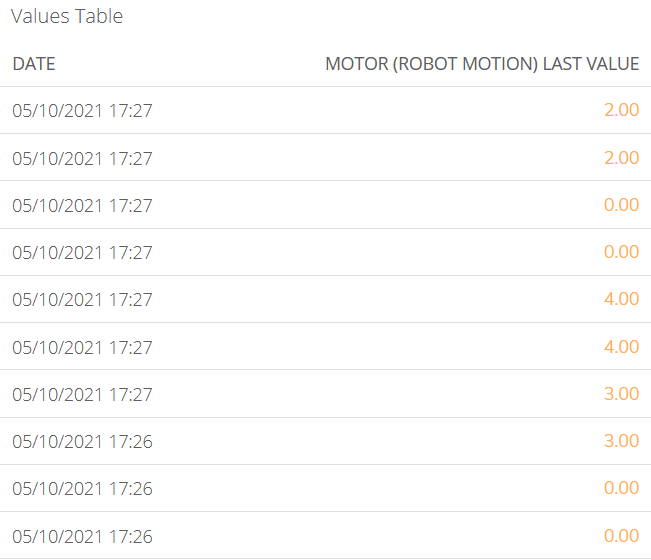 Values Table
DATE MOTOR (ROBOT MOTION) LAST VALUE
05/10/2021 17:27 2.00
05/10/2021 17:27 2.00
05/10/2021 17:27 0.00
05/10/2021 17:27 0.00
05/10/2021 17:27 4.00
05/10/2021 17:27 4.00
05/10/2021 17:27 3.00
05/10/2021 17:26 3.00
05/10/2021 17:26 0.00
05/10/2021 17:26 0.00